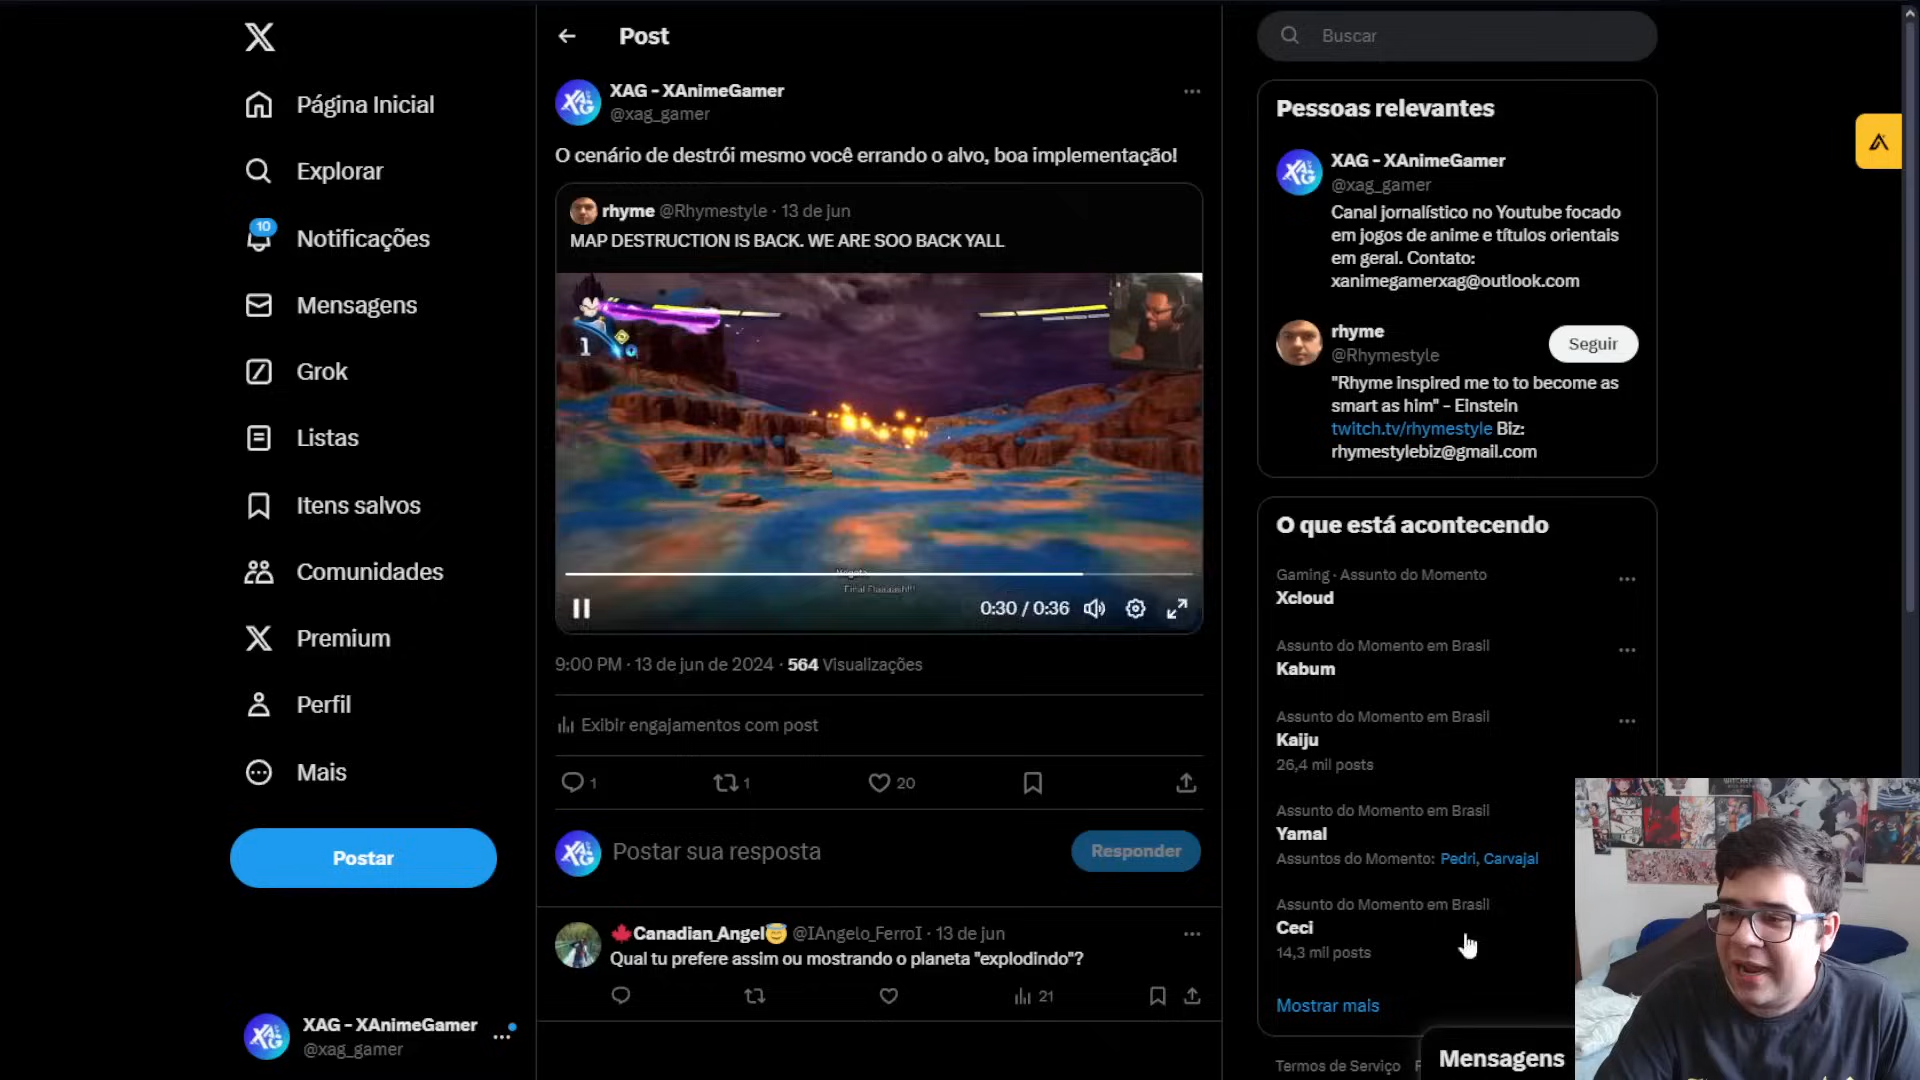 Página Inicial
Explorar
10
Notificações
Mensagens
Grok
Listas
Itens salvos
Comunidades
Premium
Perfil
Mais
Postar
XAG - XAnimeGamer
@xag_gamer
Post
XAG - XAnimeGamer
@xag_gamer
O cenário de destrói mesmo você errando o alvo, boa implementação!
rhyme @Rhymestyle · 13 de jun
MAP DESTRUCTION IS BACK. WE ARE SOO BACK YALL
1
Vegeta
Final Flaaaash!!!
0:30 / 0:36
9:00 PM · 13 de jun de 2024 · 564 Visualizações
Exibir engajamentos com post
1
1
20
Postar sua resposta
Responder
Canadian_Angel @IAngelo_FerroI · 13 de jun
Qual tu prefere assim ou mostrando o planeta "explodindo"?
21
Buscar
Pessoas relevantes
XAG - XAnimeGamer
@xag_gamer
Canal jornalístico no Youtube focado
em jogos de anime e títulos orientais
em geral. Contato:
xanimegamerxag@outlook.com
rhyme
@Rhymestyle
Seguir
"Rhyme inspired me to to become as
smart as him" - Einstein
twitch.tv/rhymestyle Biz:
rhymestylebiz@gmail.com
O que está acontecendo
Gaming · Assunto do Momento
Xcloud
Assunto do Momento em Brasil
Kabum
Assunto do Momento em Brasil
Kaiju
26,4 mil posts
Assunto do Momento em Brasil
Yamal
Assuntos do Momento: Pedri, Carvajal
Assunto do Momento em Brasil
Ceci
14,3 mil posts
Mostrar mais
Termos de Serviço
Mensagens